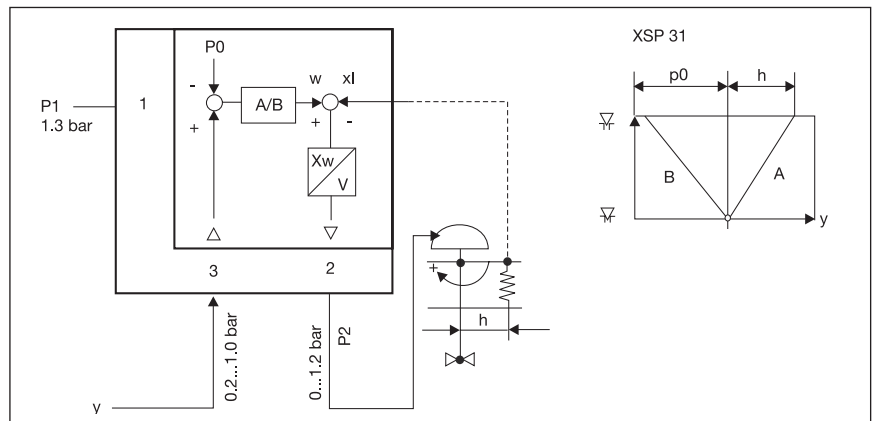 P0
-
w
xl
A/B
+
+
-
Xw
V
P1
1.3 bar
1
3
2
0.2...1.0 bar
0...1.2 bar
P2
y
+
h
XSP 31
p0
h
B
A
y